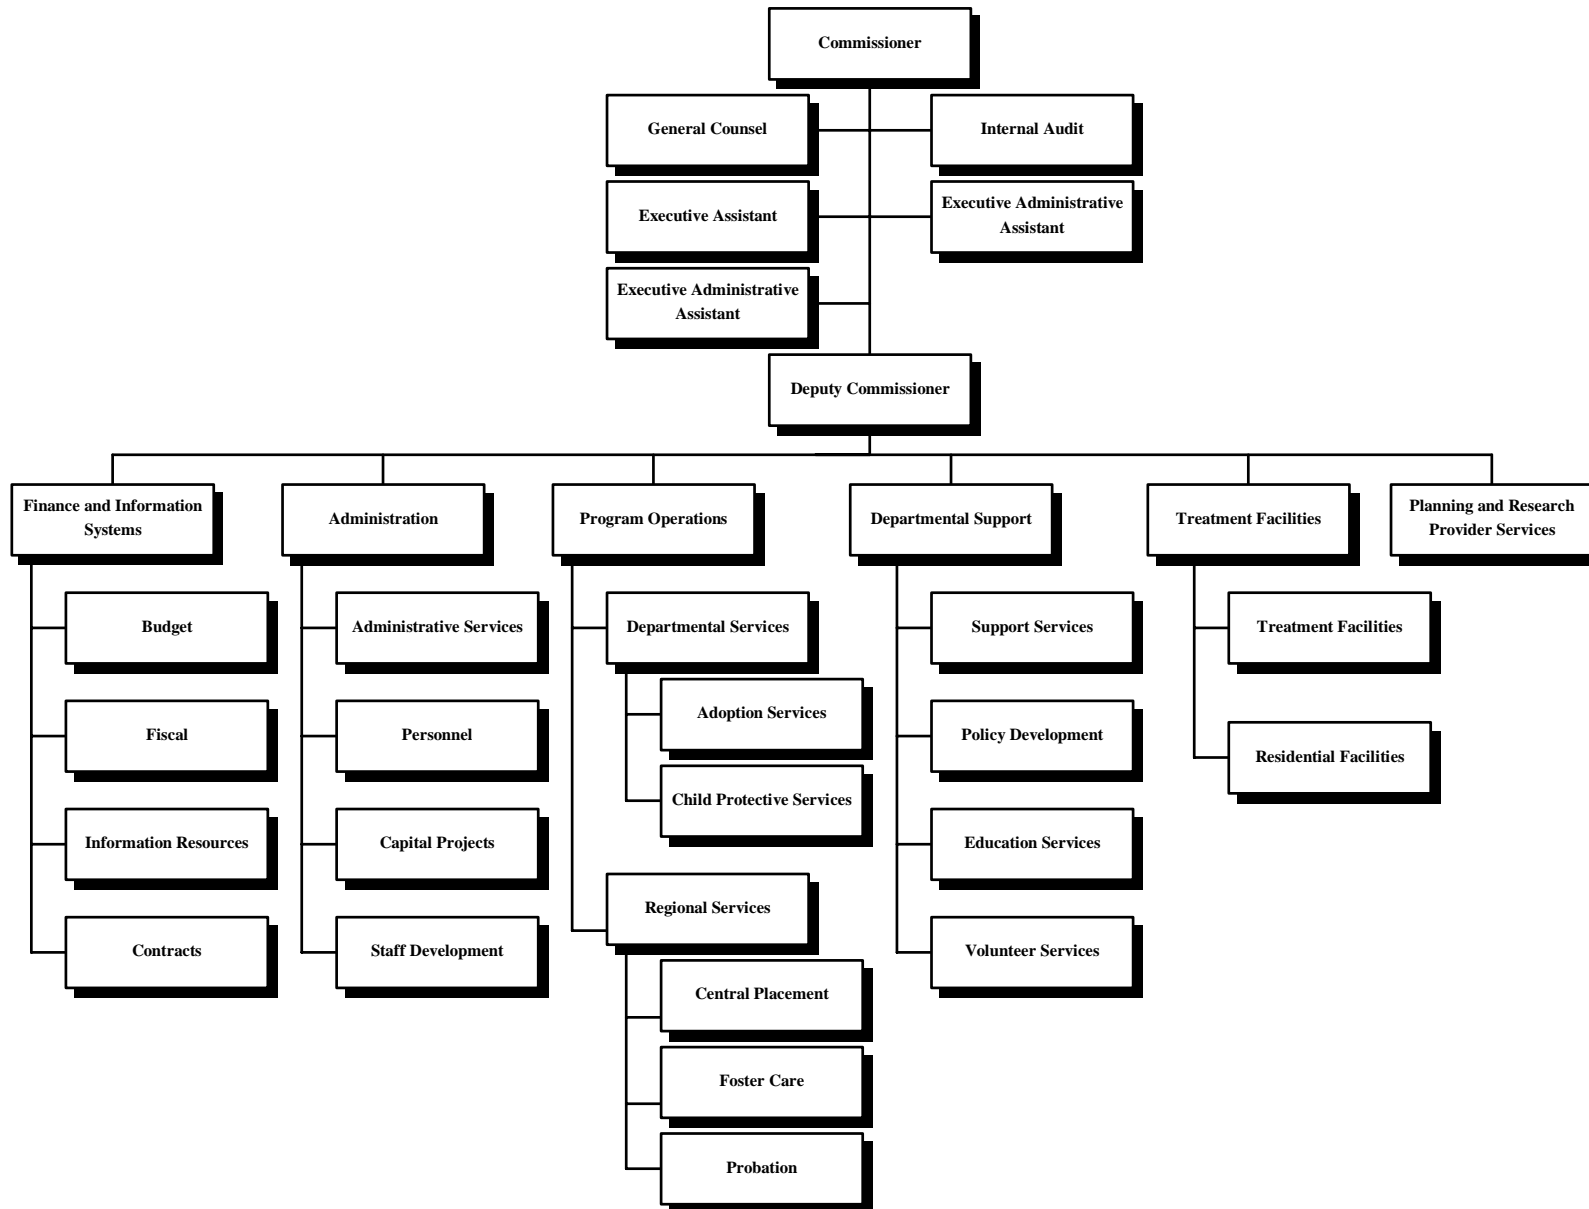 Commissioner
General Counsel
Internal Audit
Executive Assistant
Executive Administrative
Assistant
Executive Administrative
Assistant
Deputy Commissioner
Finance and Information
Systems
Administration
Program Operations
Departmental Support
Treatment Facilities
Planning and Research
Provider Services
Budget
Administrative Services
Departmental Services
Support Services
Treatment Facilities
Adoption Services
Fiscal
Personnel
Policy Development
Residential Facilities
Child Protective Services
Information Resources
Capital Projects
Education Services
Regional Services
Contracts
Staff Development
Volunteer Services
Central Placement
Foster Care
Probation